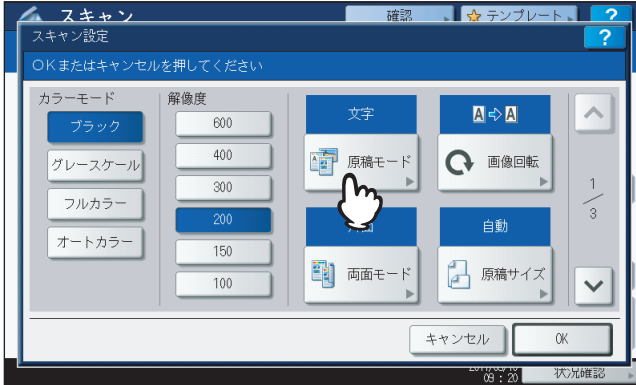 スキャン
確認
テンプレート
?
スキャン設定
?
OKまたはキャンセルを押してください
カラーモード
ブラック
グレースケール
フルカラー
オートカラー
解像度
600
400
300
200
150
100
文字
原稿モード
A⇨A
画像回転
両面モード
自動
原稿サイズ
1
3
キャンセル
OK
09:20
状況確認